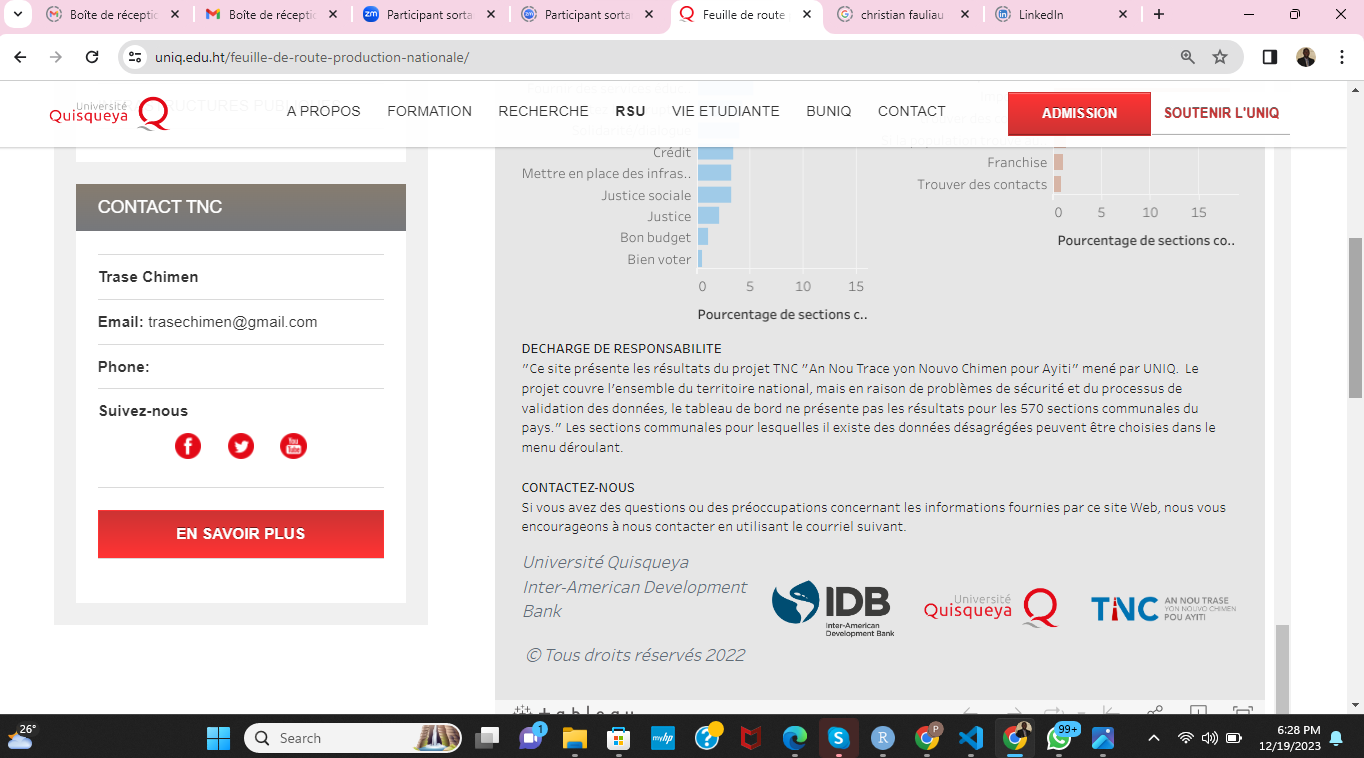 Boîte de réceptic
Boîte de réceptic
Participant sorta
Participant sorta
Feuille de route
christian fauliau
LinkedIn
uniq.edu.ht/feuille-de-route-production-nationale/
Université
Quisqueya
A PROPOS
FORMATION
RECHERCHE
RSU
VIE ETUDIANTE
BUNIQ
CONTACT
ADMISSION
SOUTENIR L'UNIQ
CONTACT TNC
Trase Chimen
Email: trasechimen@gmail.com
Phone:
Suivez-nous
You
Tube
EN SAVOIR PLUS
Crédit
Mettre en place des infras..
Justice sociale
Justice
Bon budget
Bien voter
0 5 10 15
Pourcentage de sections c..
Franchise
Trouver des contacts
0 5 10 15
Pourcentage de sections co..
DECHARGE DE RESPONSABILITE
"Ce site présente les résultats du projet TNC "An Nou Trace yon Nouvo Chimen pour Ayiti" mené par UNIQ. Le
projet couvre l'ensemble du territoire national, mais en raison de problèmes de sécurité et du processus de
validation des données, le tableau de bord ne présente pas les résultats pour les 570 sections communales du
pays." Les sections communales pour lesquelles il existe des données désagrégées peuvent être choisies dans le
menu déroulant.
CONTACTEZ-NOUS
Si vous avez des questions ou des préoccupations concernant les informations fournies par ce site Web, nous vous
encourageons à nous contacter en utilisant le courriel suivant.
Université Quisqueya
Inter-American Development
Bank
© Tous droits réservés 2022
IDB
Inter-American
Development Bank
Université
Quisqueya
TNC
AN NOU TRASE
YON NOUVO CHIMEN
POU AYITI
26°
Search
1
99+
6:28 PM
12/19/2023